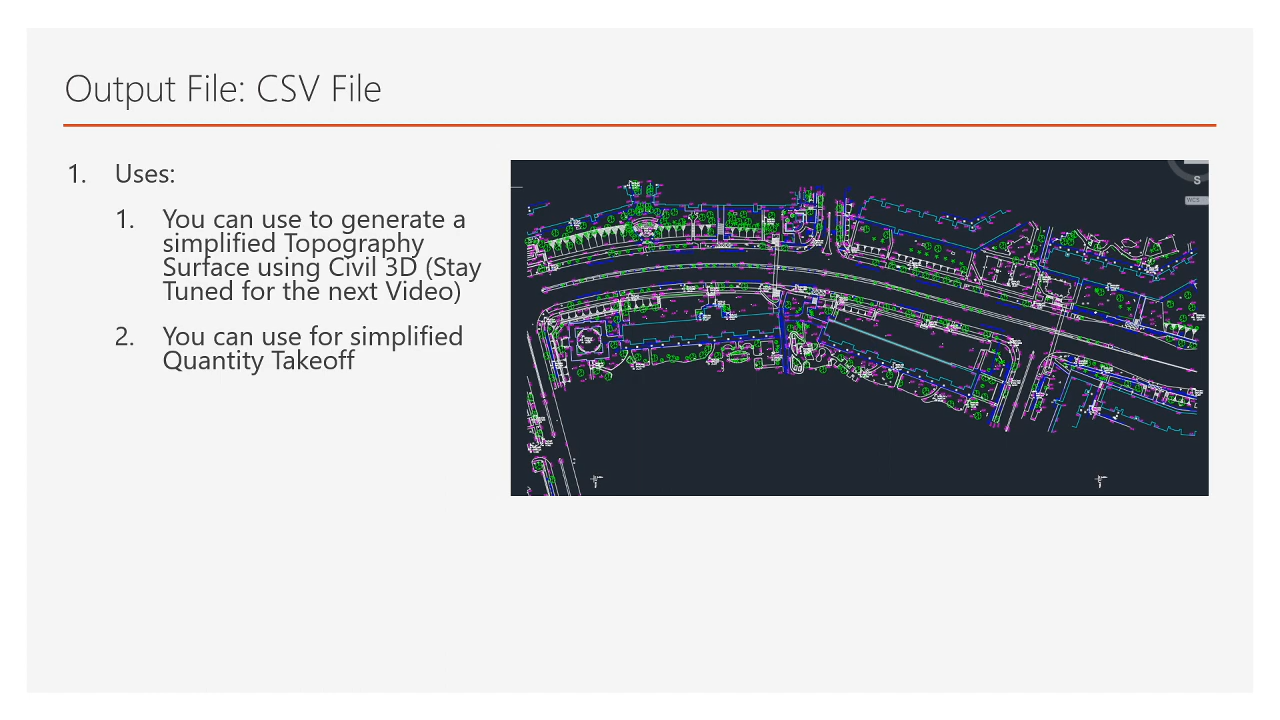 Output File: CSV File
1. Uses:
1. You can use to generate a
simplified Topography
Surface using Civil 3D (Stay
Tuned for the next Video)
2. You can use for simplified
Quantity Takeoff
S
WCS